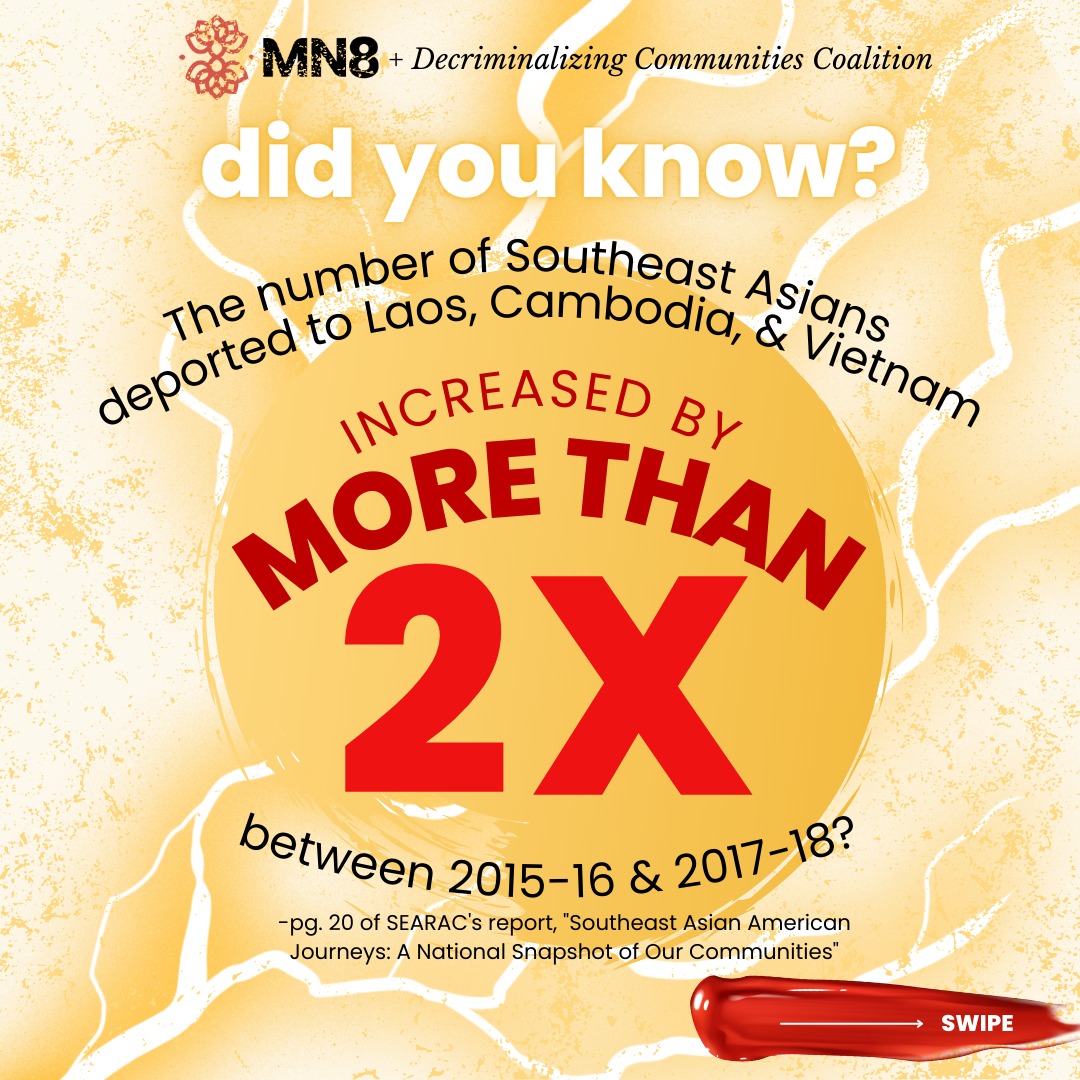 MN8 + Decriminalizing Communities Coalition
did you know?
The number of Southeast Asians
deported to Laos, Cambodia, & Vietnam
INCREASED BY
MORE THAN
2X
between 2015-16 & 2017-18?
-pg. 20 of SEARAC's report, "Southeast Asian American
Journeys: A National Snapshot of Our Communities"
SWIPE